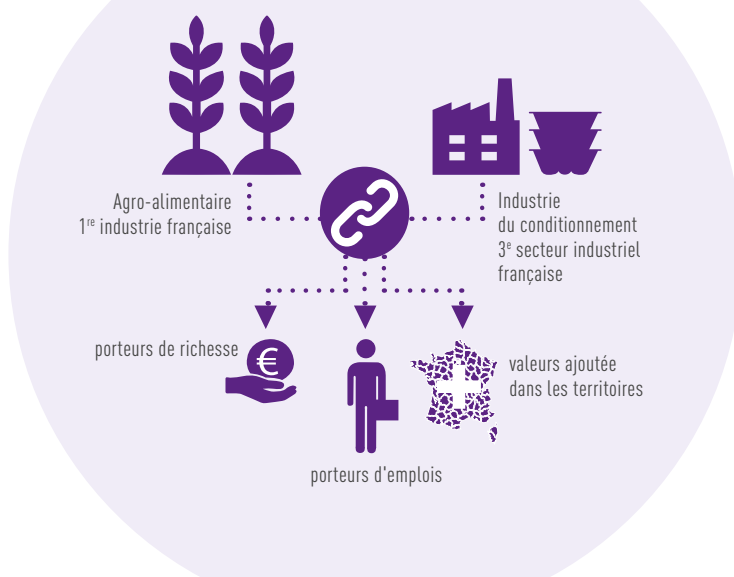 Agro-alimentaire
1re industrie française
Industrie
du conditionnement
3e secteur industriel
française
porteurs de richesse
€
valeurs ajoutée
dans les territoires
porteurs d'emplois